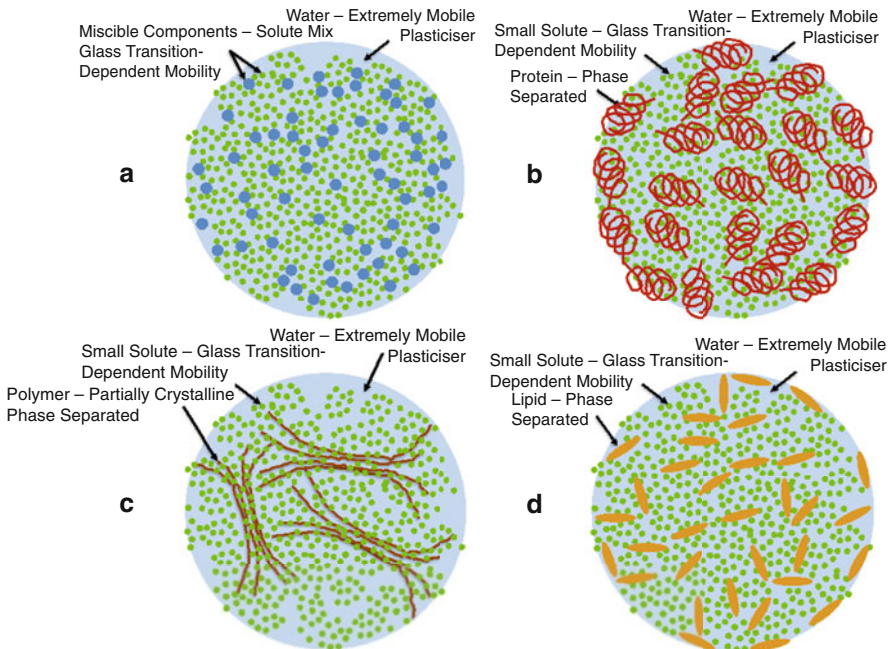 Miscible Components – Solute Mix
Glass Transition-
Dependent Mobility
Water – Extremely Mobile
Plasticiser
a
Small Solute – Glass Transition-
Dependent Mobility
Protein – Phase
Separated
Water – Extremely Mobile
Plasticiser
b
Small Solute – Glass Transition-
Dependent Mobility
Polymer – Partially Crystalline
Phase Separated
Water – Extremely Mobile
Plasticiser
c
Small Solute – Glass Transition-
Dependent Mobility
Lipid – Phase
Separated
Water – Extremely Mobile
Plasticiser
d